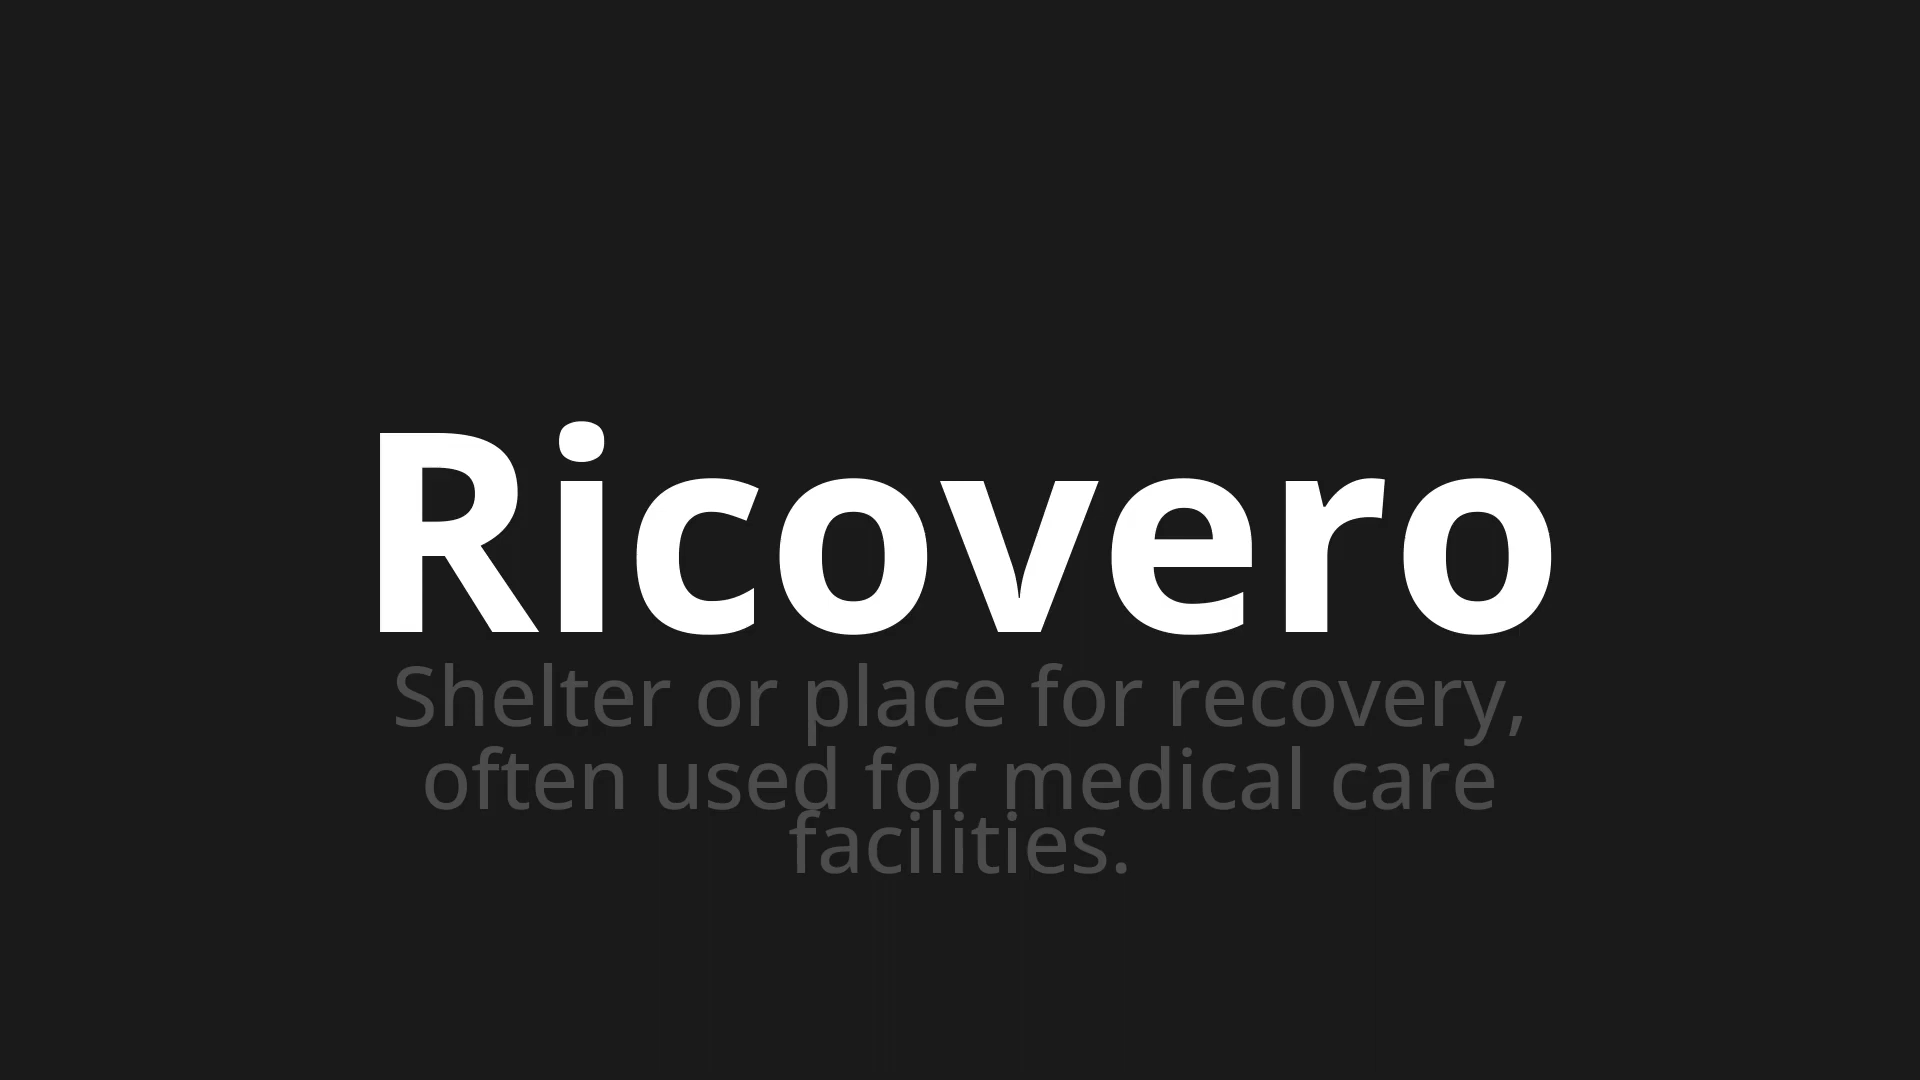 Ricovero
Shelter or place for recovery,
often used for medical care
facilities.